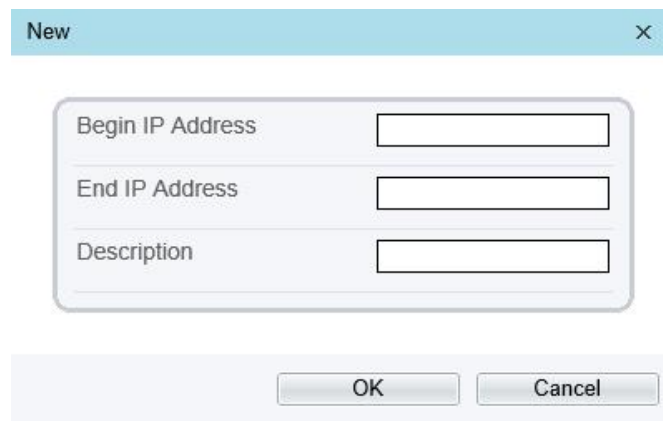 New ×
Begin IP Address
End IP Address
Description
OK Cancel